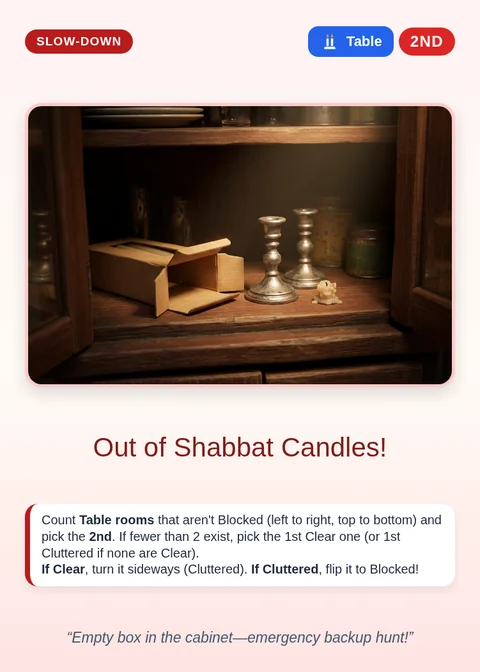 SLOW-DOWN
Table 2ND
Out of Shabbat Candles!
Count Table rooms that aren't Blocked (left to right, top to bottom) and
pick the 2nd. If fewer than 2 exist, pick the 1st Clear one (or 1st
Cluttered if none are Clear).
If Clear, turn it sideways (Cluttered). If Cluttered, flip it to Blocked!
“Empty box in the cabinet—emergency backup hunt!”